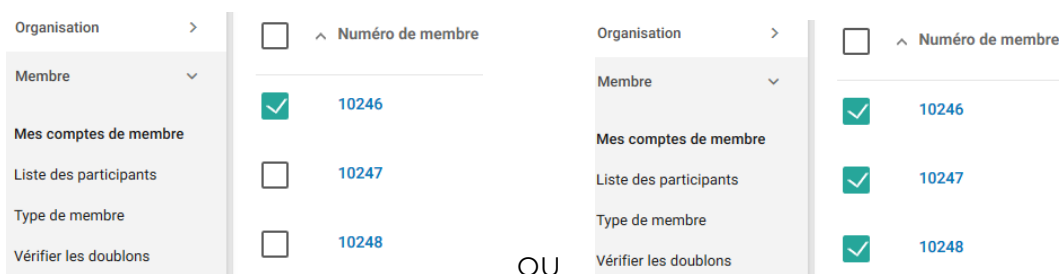 Organisation
Membre
Mes comptes de membre
Liste des participants
Type de membre
Vérifier les doublons
Numéro de membre
10246
10247
10248
ou
Organisation
Membre
Mes comptes de membre
Liste des participants
Type de membre
Vérifier les doublons
Numéro de membre
10246
10247
10248